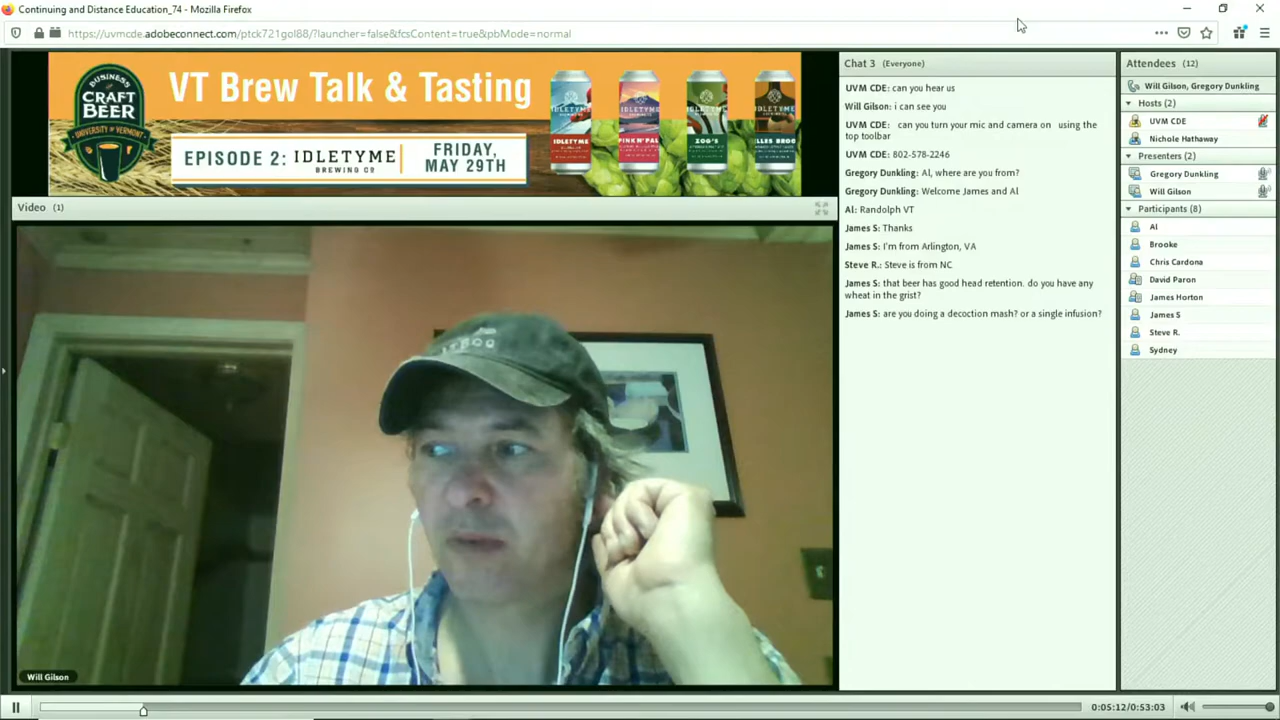 Continuing and Distance Education_74 - Mozilla Firefox
https://uvmcde.adobeconnect.com/ptck721gol88/?launcher=false&fcsContent=true&pbMode=normal
BUSINESS of
CRAFT
BEER
UNIVERSITY of VERMONT
VT Brew Talk & Tasting
EPISODE 2: IDLETYME
BREWING CO
FRIDAY,
MAY 29TH
IDLETYME
PINK N' PALE
ZOG'S
Video (1)
Will Gilson
Chat 3 (Everyone)
UVM CDE: can you hear us
Will Gilson: i can see you
UVM CDE: can you turn your mic and camera on using the
top toolbar
UVM CDE: 802-578-2246
Gregory Dunkling: Al, where are you from?
Gregory Dunkling: Welcome James and Al
Al: Randolph VT
James S: Thanks
James S: I'm from Arlington, VA
Steve R.: Steve is from NC
James S: that beer has good head retention. do you have any
wheat in the grist?
James S: are you doing a decoction mash? or a single infusion?
Attendees (12)
Will Gilson, Gregory Dunkling
Hosts (2)
UVM CDE
Nichole Hathaway
Presenters (2)
Gregory Dunkling
Will Gilson
Participants (8)
Al
Brooke
Chris Cardona
David Paron
James Horton
James S
Steve R.
Sydney
0:05:12/0:53:03